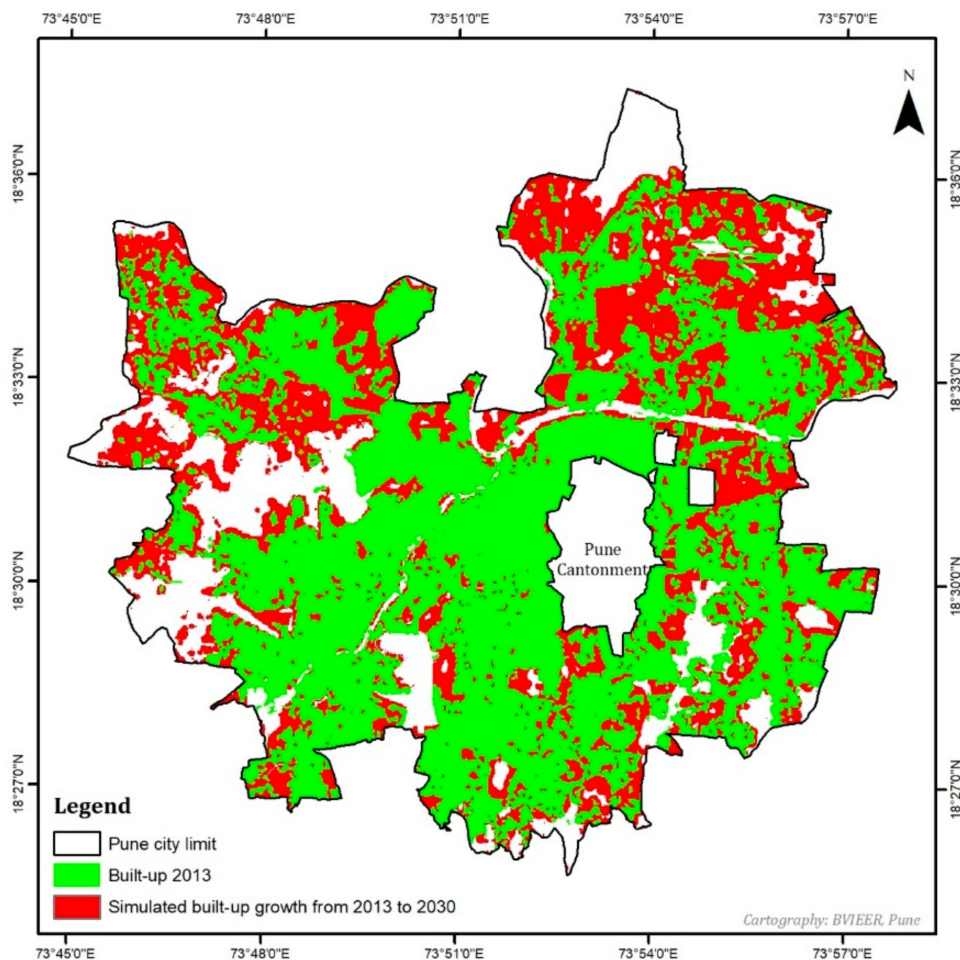 73°45'0"E 73°48'0"E 73°51'0"E 73°54'0"E 73°57'0"E
N
18°36'0"N 18°36'0"N
18°33'0"N 18°33'0"N
Pune
Cantonment
18°30'0"N 18°30'0"N
18°27'0"N 18°27'0"N
Legend
Pune city limit
Built-up 2013
Simulated built-up growth from 2013 to 2030
Cartography: BVIEER, Pune
73°45'0"E 73°48'0"E 73°51'0"E 73°54'0"E 73°57'0"E